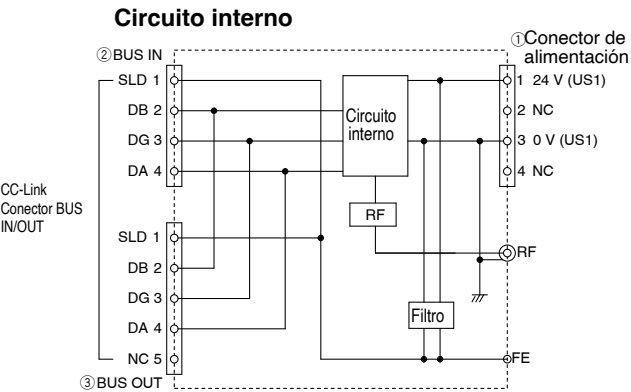 Circuito interno
②BUS IN
SLD 1
DB 2
DG 3
DA 4
CC-Link
Conector BUS
IN/OUT
SLD 1
DB 2
DG 3
DA 4
NC 5
③BUS OUT
Circuito
interno
RF
Filtro
①Conector de
alimentación
1 24 V (US1)
2 NC
3 0 V (US1)
4 NC
RF
FE